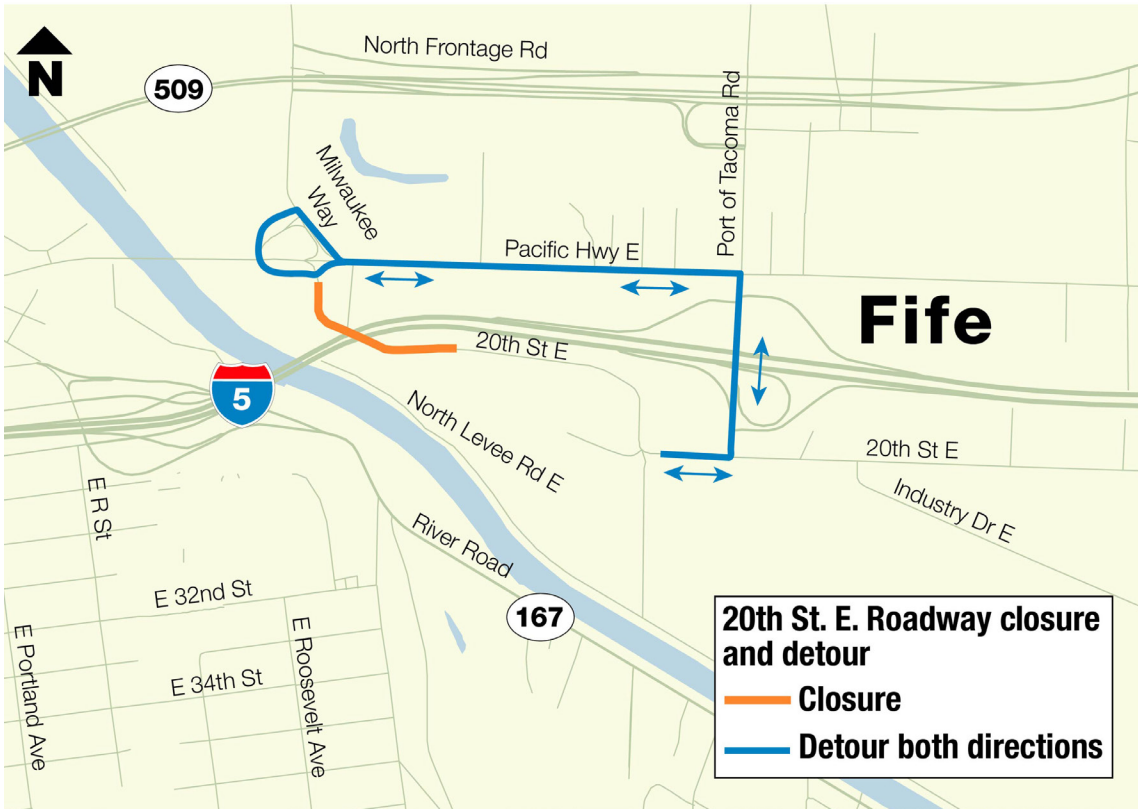 N
North Frontage Rd
509
Port of Tacoma Rd
Milwaukee
Way
Pacific Hwy E
Fife
20th St E
5
North Levee Rd E
20th St E
Industry Dr E
E R St
River Road
E 32nd St
167
E Portland Ave
E 34th St
E Roosevelt Ave
20th St. E. Roadway closure
and detour
Closure
Detour both directions